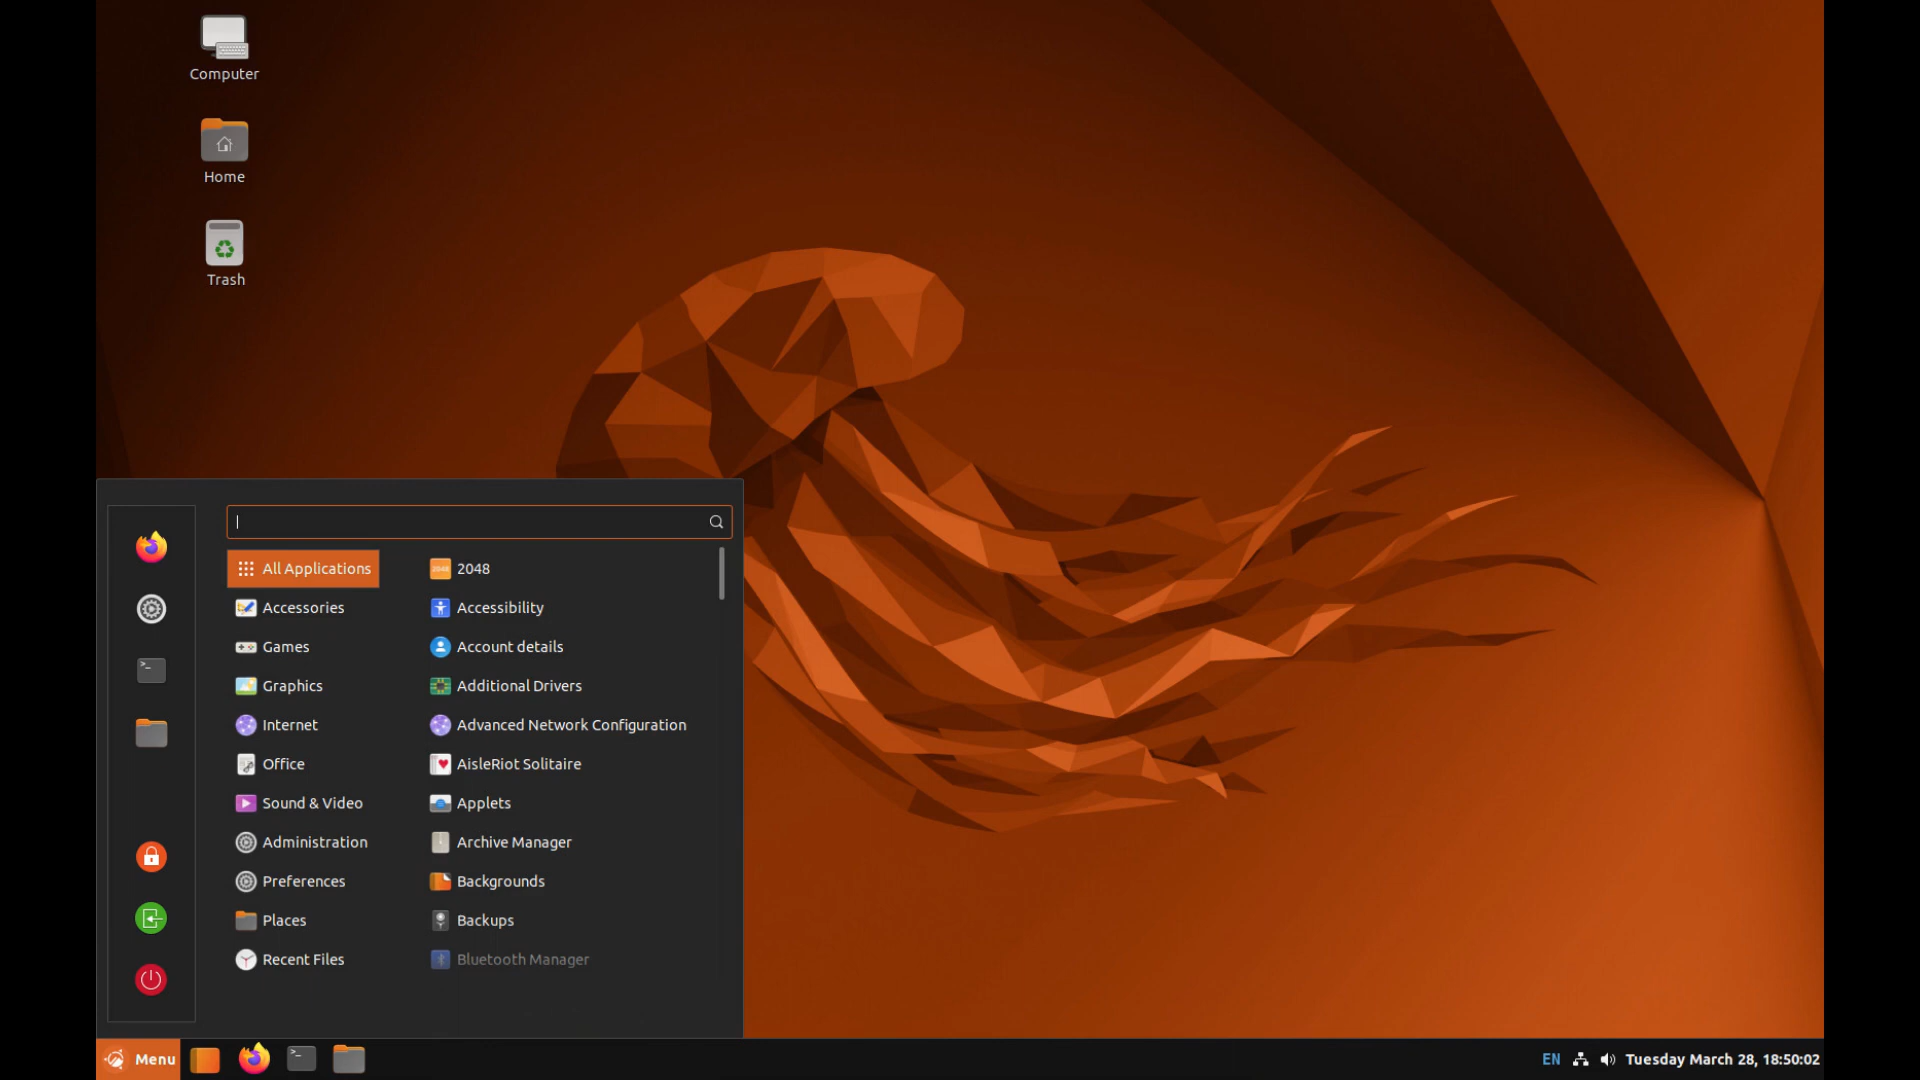 Computer
Home
Trash
All Applications
Accessories
Games
Graphics
Internet
Office
Sound & Video
Administration
Preferences
Places
Recent Files
2048
2048
Accessibility
Account details
Additional Drivers
Advanced Network Configuration
AisleRiot Solitaire
Applets
Archive Manager
Backgrounds
Backups
Bluetooth Manager
Menu
EN
Tuesday March 28, 18:50:02